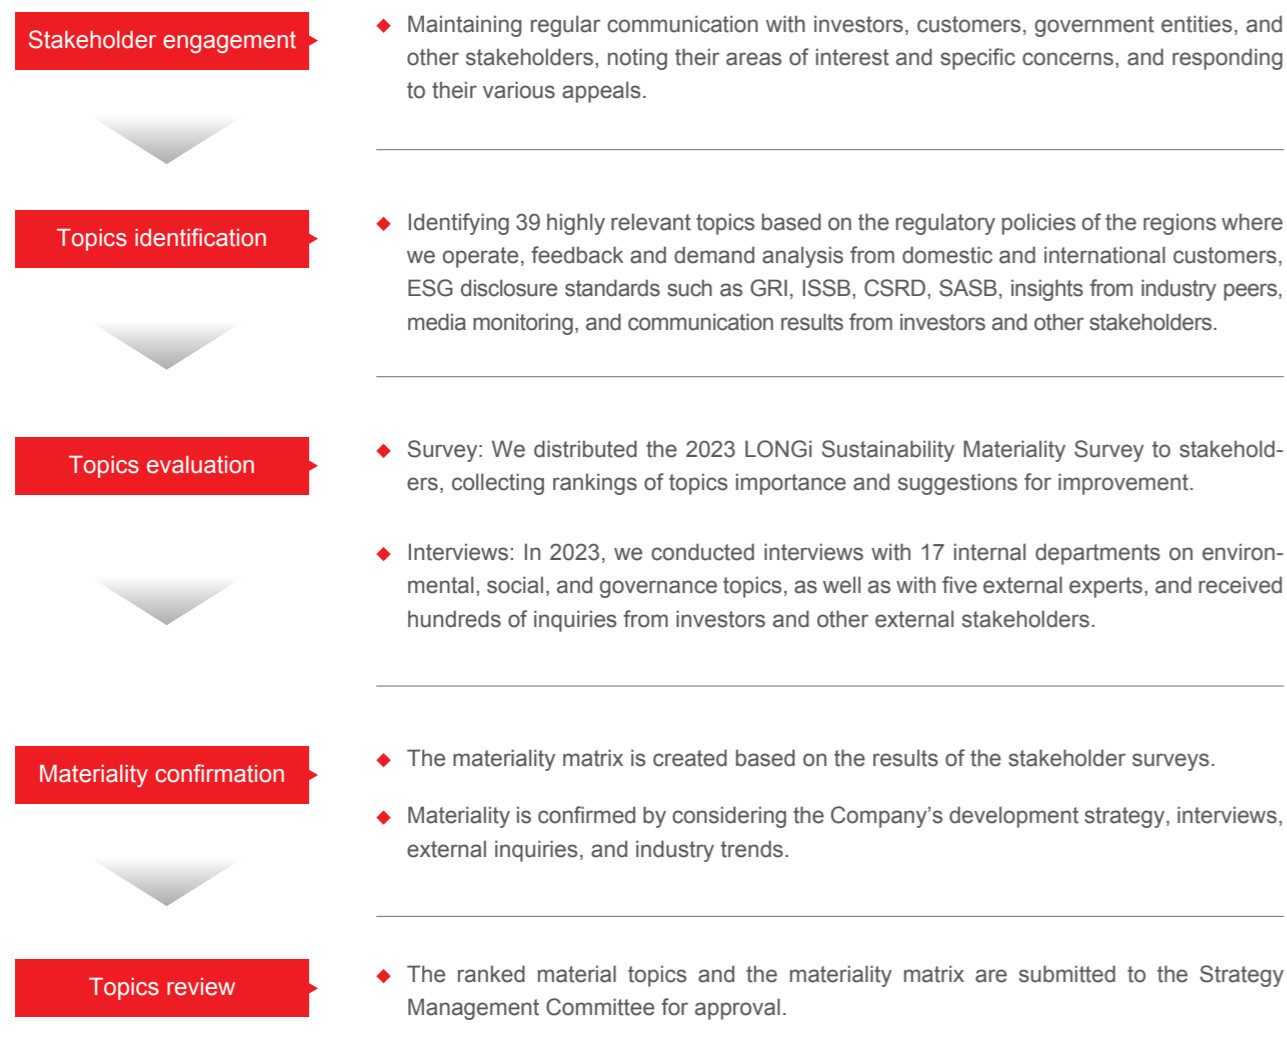 Stakeholder engagement
Maintaining regular communication with investors, customers, government entities, and
other stakeholders, noting their areas of interest and specific concerns, and responding
to their various appeals.
Topics identification
Identifying 39 highly relevant topics based on the regulatory policies of the regions where
we operate, feedback and demand analysis from domestic and international customers,
ESG disclosure standards such as GRI, ISSB, CSRD, SASB, insights from industry peers,
media monitoring, and communication results from investors and other stakeholders.
Topics evaluation
Survey: We distributed the 2023 LONGi Sustainability Materiality Survey to stakehold-
ers, collecting rankings of topics importance and suggestions for improvement.
Interviews: In 2023, we conducted interviews with 17 internal departments on environ-
mental, social, and governance topics, as well as with five external experts, and received
hundreds of inquiries from investors and other external stakeholders.
Materiality confirmation
The materiality matrix is created based on the results of the stakeholder surveys.
Materiality is confirmed by considering the Company’s development strategy, interviews,
external inquiries, and industry trends.
Topics review
The ranked material topics and the materiality matrix are submitted to the Strategy
Management Committee for approval.